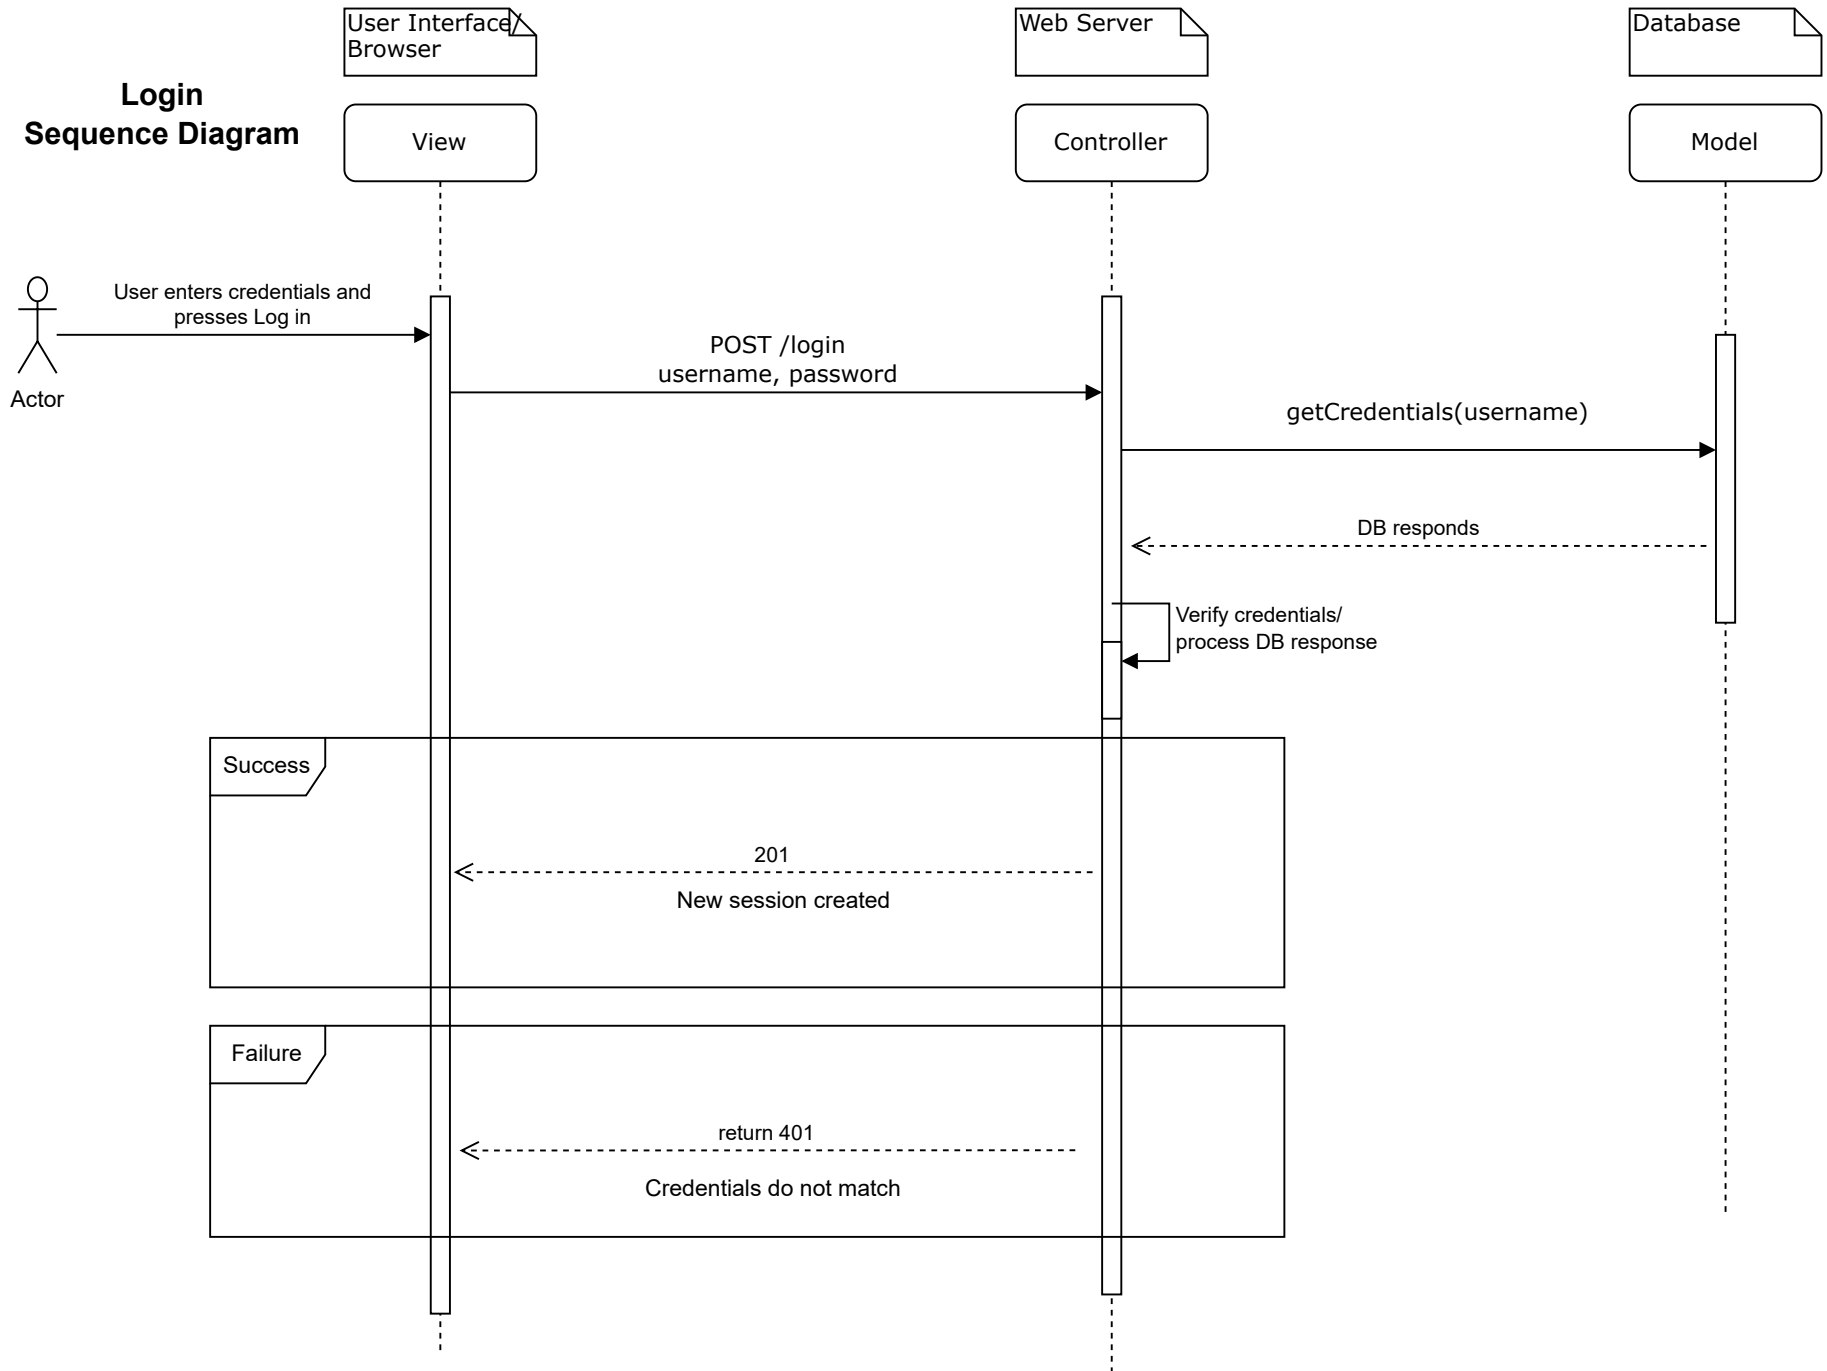 User Interface/
Browser
Web Server
Database
Login
Sequence Diagram
View
Controller
Model
User enters credentials and
presses Log in
Actor
POST /login
username, password
getCredentials(username)
DB responds
Verify credentials/
process DB response
Success
201
New session created
Failure
return 401
Credentials do not match